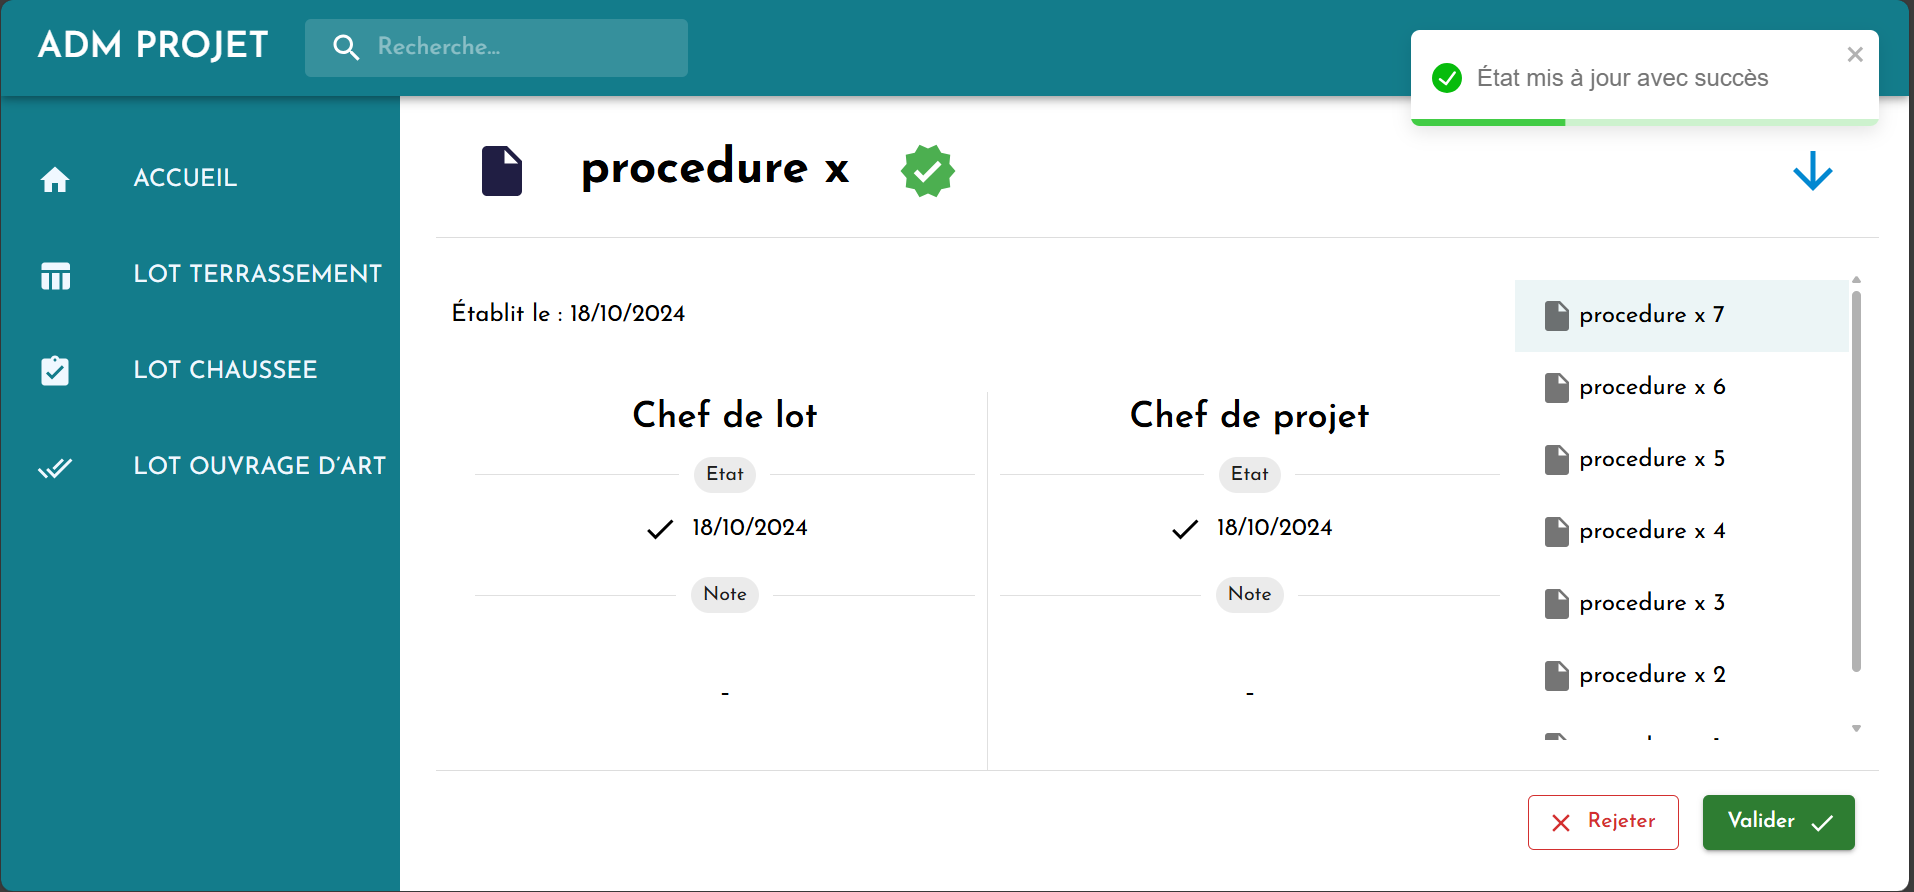 ADM PROJET
Recherche...
État mis à jour avec succès
ACCUEIL
LOT TERRASSEMENT
LOT CHAUSSEE
LOT OUVRAGE D'ART
procedure x
Établit le : 18/10/2024
Chef de lot
Etat
18/10/2024
Note
-
Chef de projet
Etat
18/10/2024
Note
-
procedure x 7
procedure x 6
procedure x 5
procedure x 4
procedure x 3
procedure x 2
Rejeter
Valider